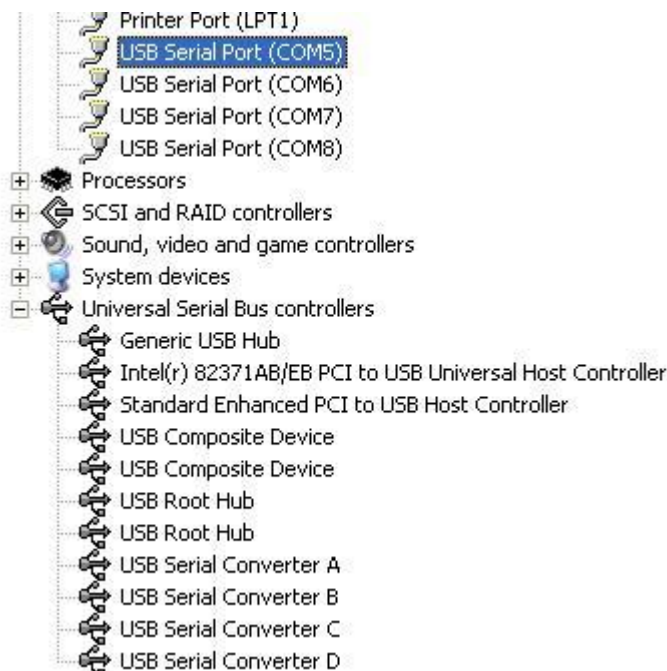 Printer Port (LPT1)
USB Serial Port (COM5)
USB Serial Port (COM6)
USB Serial Port (COM7)
USB Serial Port (COM8)
Processors
SCSI and RAID controllers
Sound, video and game controllers
System devices
Universal Serial Bus controllers
Generic USB Hub
Intel(r) 82371AB/EB PCI to USB Universal Host Controller
Standard Enhanced PCI to USB Host Controller
USB Composite Device
USB Composite Device
USB Root Hub
USB Root Hub
USB Serial Converter A
USB Serial Converter B
USB Serial Converter C
USB Serial Converter D